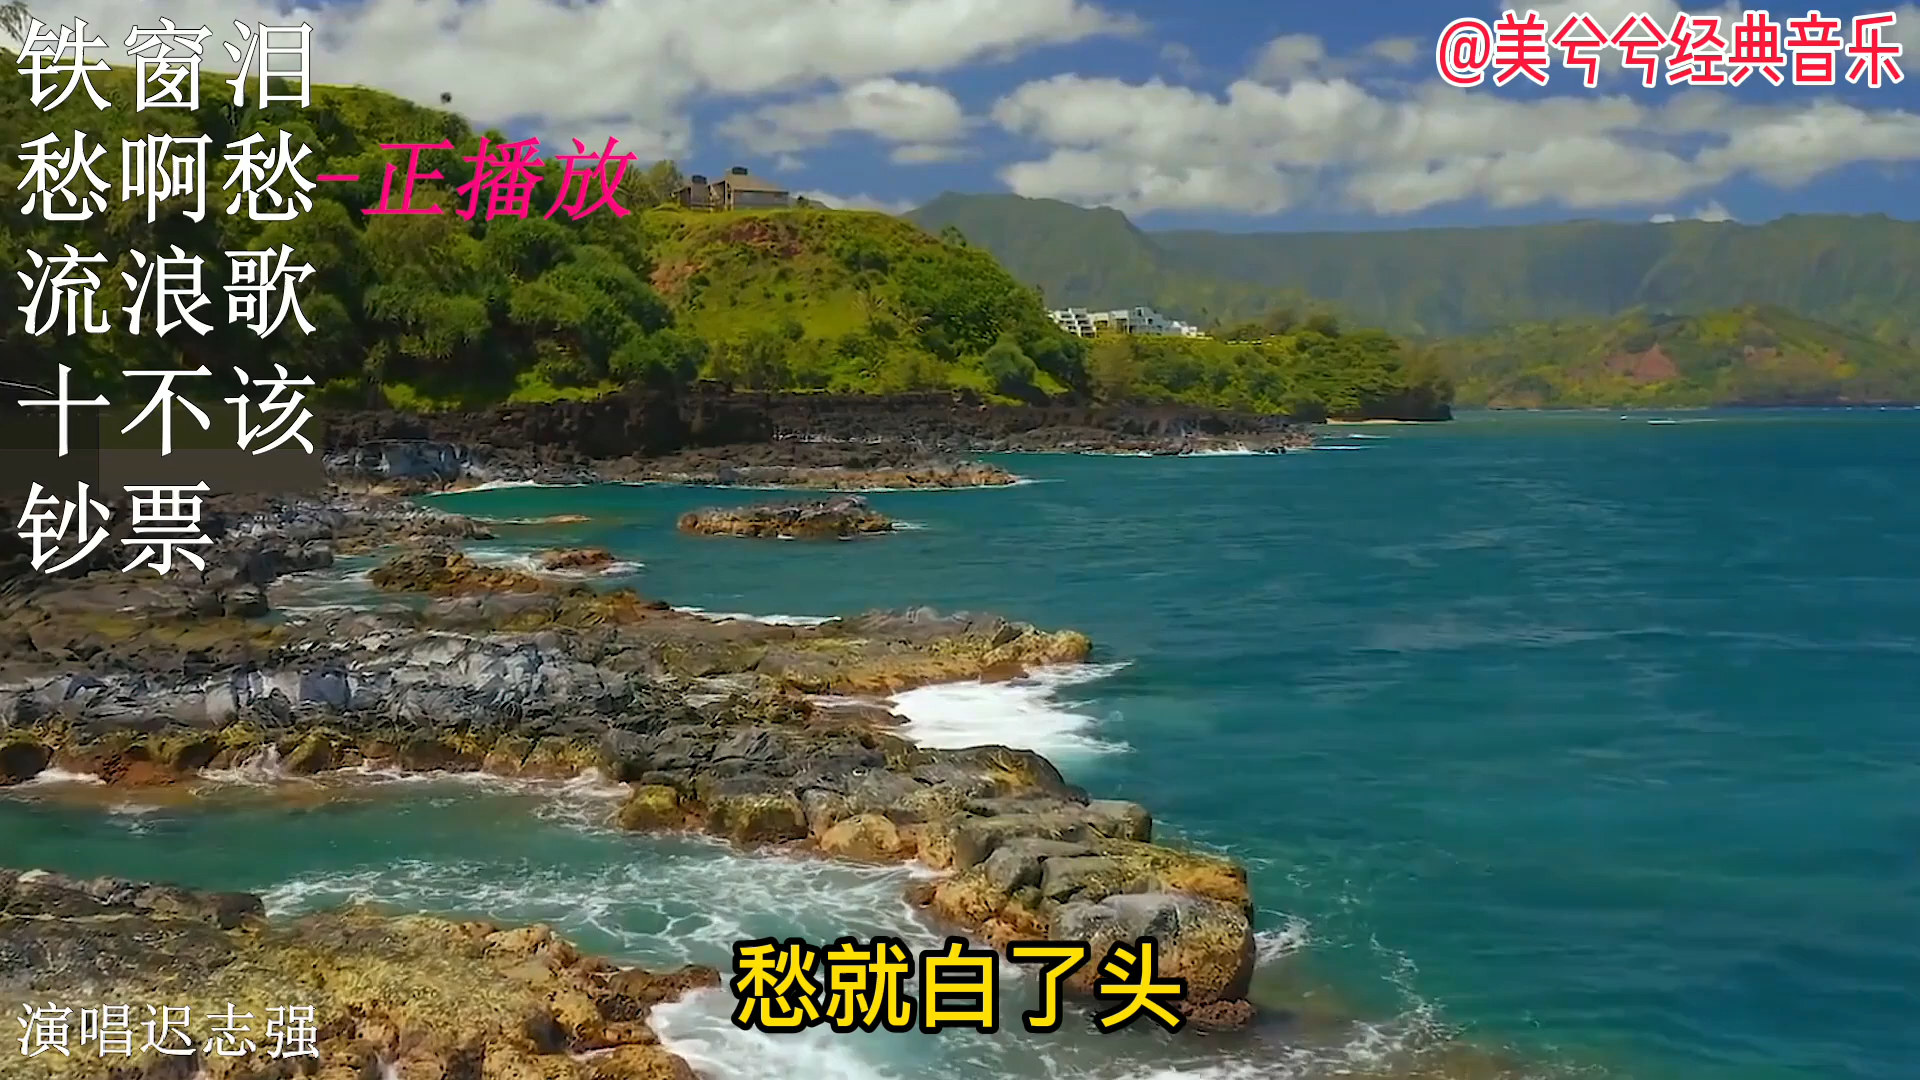 @美兮兮经典音乐
铁窗泪
愁啊愁-正播放
流浪歌
十不该
钞票
愁就白了头
演唱迟志强